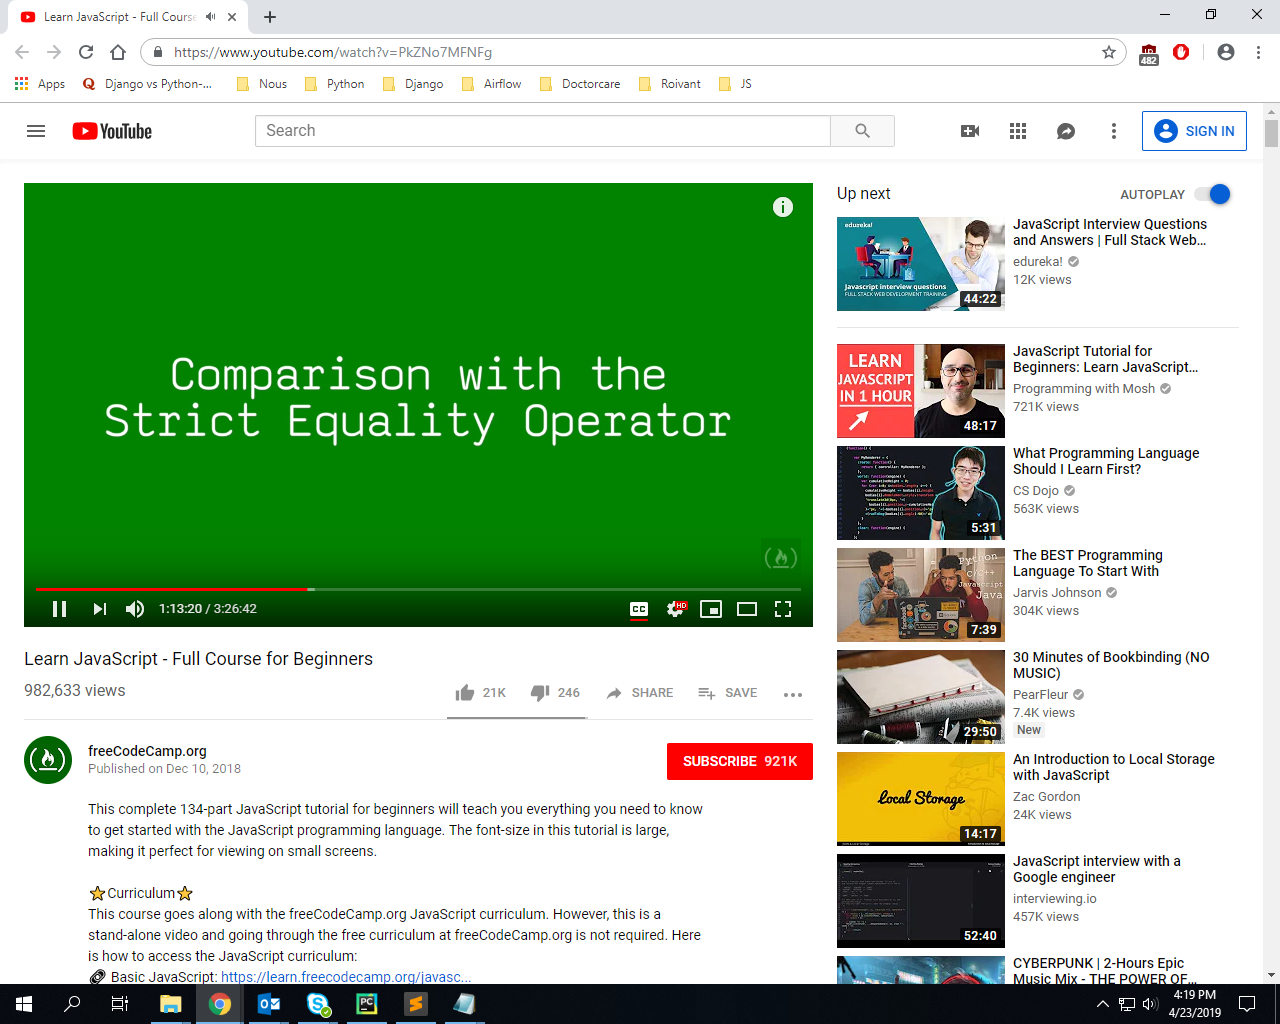 Learn JavaScript - Full Course
https://www.youtube.com/watch?v=PkZNo7MFNFg
482
Apps
Django vs Python-...
Nous
Python
Django
Airflow
Doctorcare
Roivant
JS
YouTube
Search
SIGN IN
Comparison with the
Strict Equality Operator
1:13:20 / 3:26:42
CC
HD
Learn JavaScript - Full Course for Beginners
982,633 views
21K
246
SHARE
SAVE
freeCodeCamp.org
Published on Dec 10, 2018
SUBSCRIBE 921K
This complete 134-part JavaScript tutorial for beginners will teach you everything you need to know
to get started with the JavaScript programming language. The font-size in this tutorial is large,
making it perfect for viewing on small screens.
⭐Curriculum⭐
This course goes along with the freeCodeCamp.org JavaScript curriculum. However, this is a
stand-alone video and going through the free curriculum at freeCodeCamp.org is not required. Here
is how to access the JavaScript curriculum:
🔗 Basic JavaScript: https://learn.freecodecamp.org/javasc...
Up next
AUTOPLAY
edureka!
Javascript interview questions
FULL STACK WEB DEVELOPMENT TRAINING
44:22
JavaScript Interview Questions
and Answers | Full Stack Web...
edureka!
12K views
LEARN
JAVASCRIPT
IN 1 HOUR
48:17
JavaScript Tutorial for
Beginners: Learn JavaScript...
Programming with Mosh
721K views
5:31
What Programming Language
Should I Learn First?
CS Dojo
563K views
Python
C/C++
JavaScript
Java
7:39
The BEST Programming
Language To Start With
Jarvis Johnson
304K views
29:50
30 Minutes of Bookbinding (NO
MUSIC)
PearFleur
7.4K views
New
Local Storage
14:17
An Introduction to Local Storage
with JavaScript
Zac Gordon
24K views
52:40
JavaScript interview with a
Google engineer
interviewing.io
457K views
CYBERPUNK | 2-Hours Epic
Music Mix - THE POWER OF...
PC
4:19 PM
4/23/2019